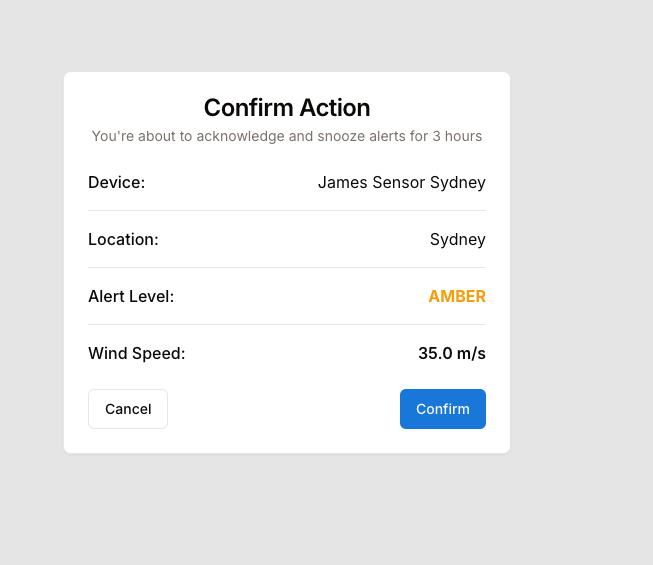 Confirm Action
You're about to acknowledge and snooze alerts for 3 hours
Device: James Sensor Sydney
Location: Sydney
Alert Level: AMBER
Wind Speed: 35.0 m/s
Cancel Confirm